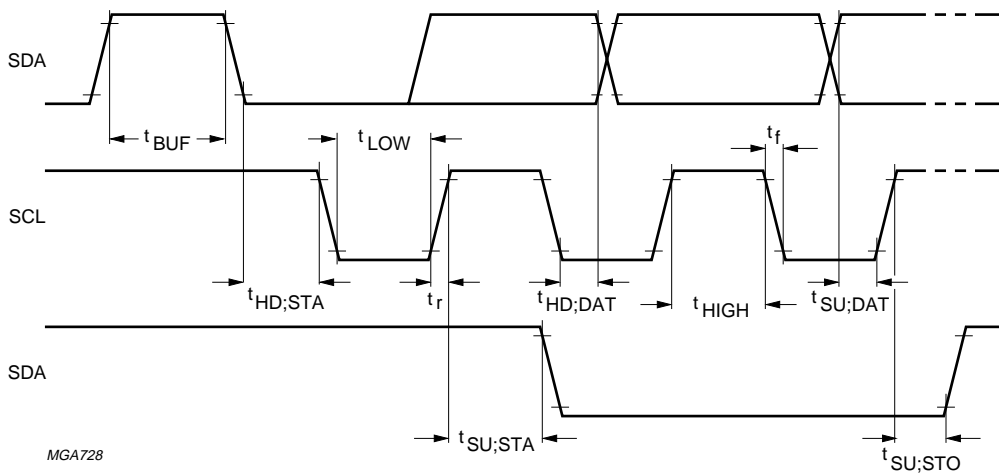 SDA
t BUF
t LOW
t f
SCL
t HD;STA
t r
t HD;DAT
t HIGH
t SU;DAT
SDA
t SU;STA
t SU;STO
MGA728